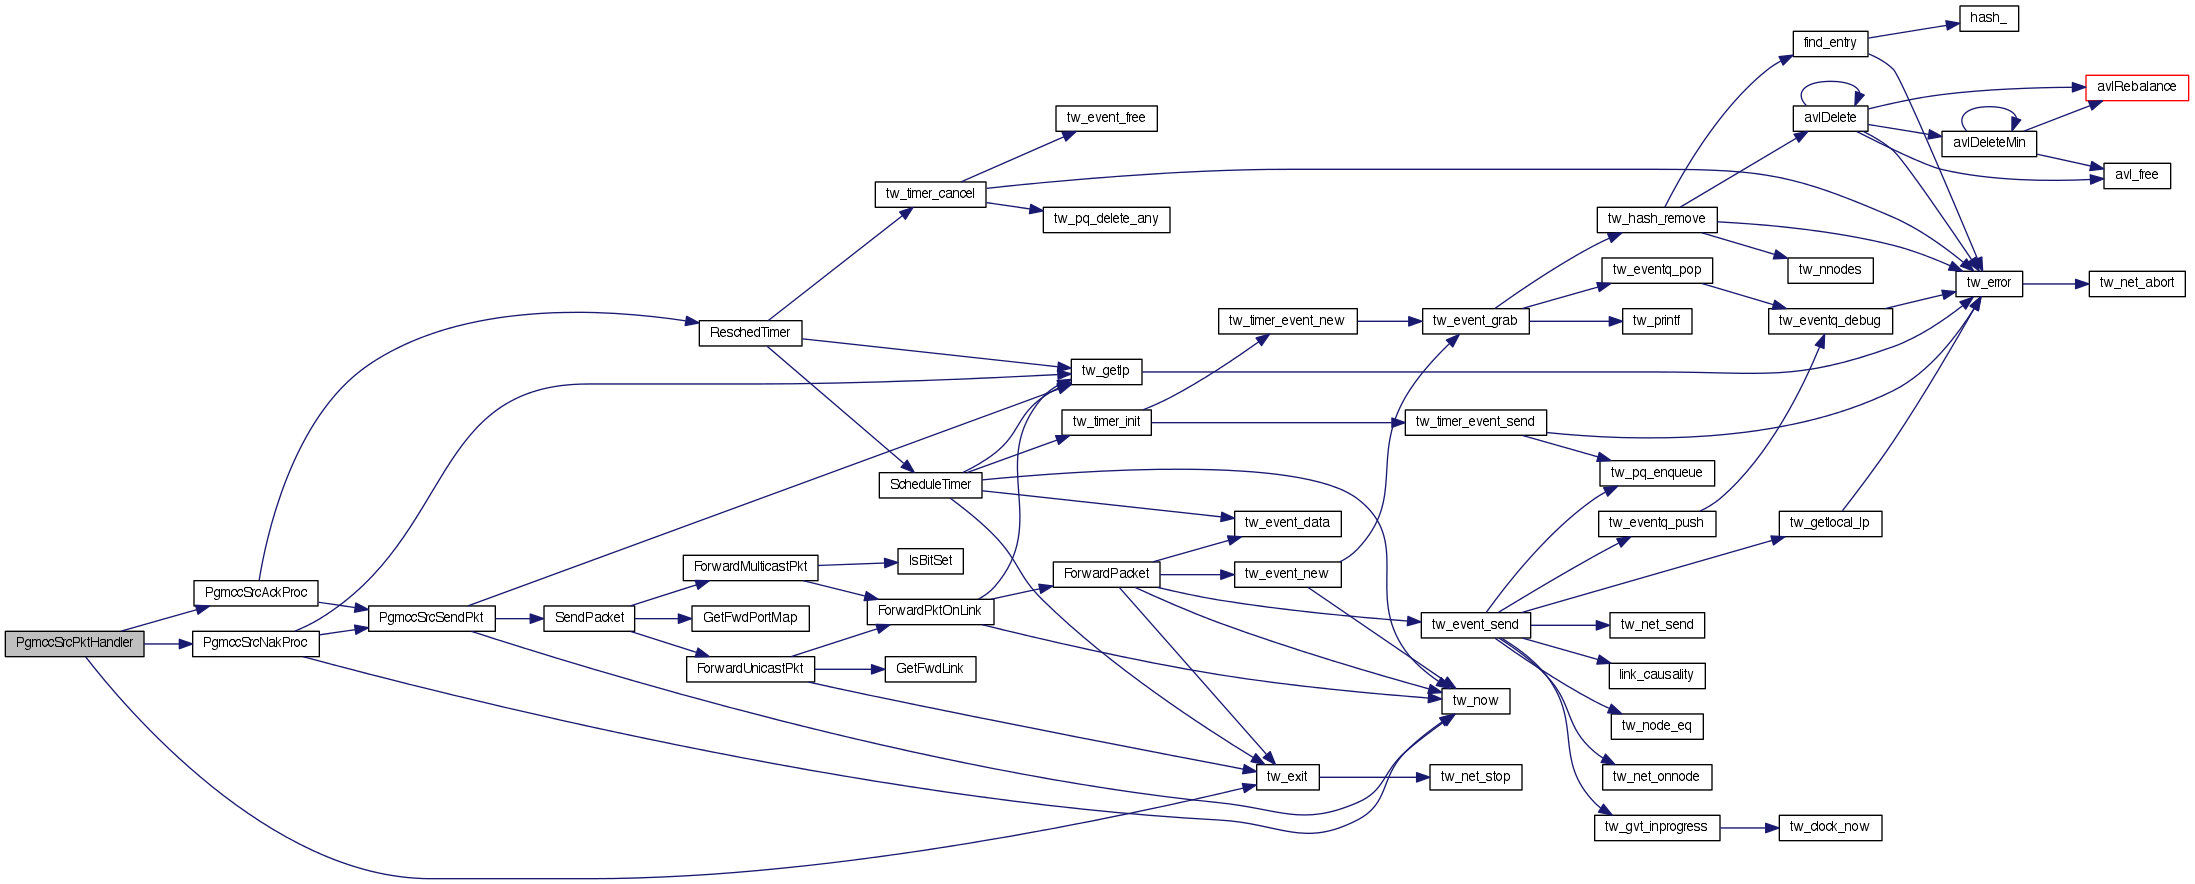 hash_
find_entry
avlRebalance
avlDelete
tw_event_free
avlDeleteMin
avl_free
tw_timer_cancel
tw_pq_delete_any
tw_hash_remove
tw_eventq_pop
tw_nnodes
tw_error
tw_net_abort
ReschedTimer
tw_timer_event_new
tw_event_grab
tw_printf
tw_eventq_debug
tw_getlp
tw_timer_init
tw_timer_event_send
tw_pq_enqueue
ScheduleTimer
tw_event_data
tw_eventq_push
tw_getlocal_lp
ForwardMulticastPkt
IsBitSet
ForwardPacket
tw_event_new
PgmccSrcAckProc
ForwardPktOnLink
PgmccSrcSendPkt
SendPacket
GetFwdPortMap
tw_event_send
tw_net_send
PgmccSrcPktHandler
PgmccSrcNakProc
ForwardUnicastPkt
GetFwdLink
link_causality
tw_now
tw_node_eq
tw_exit
tw_net_stop
tw_net_onnode
tw_gvt_inprogress
tw_clock_now